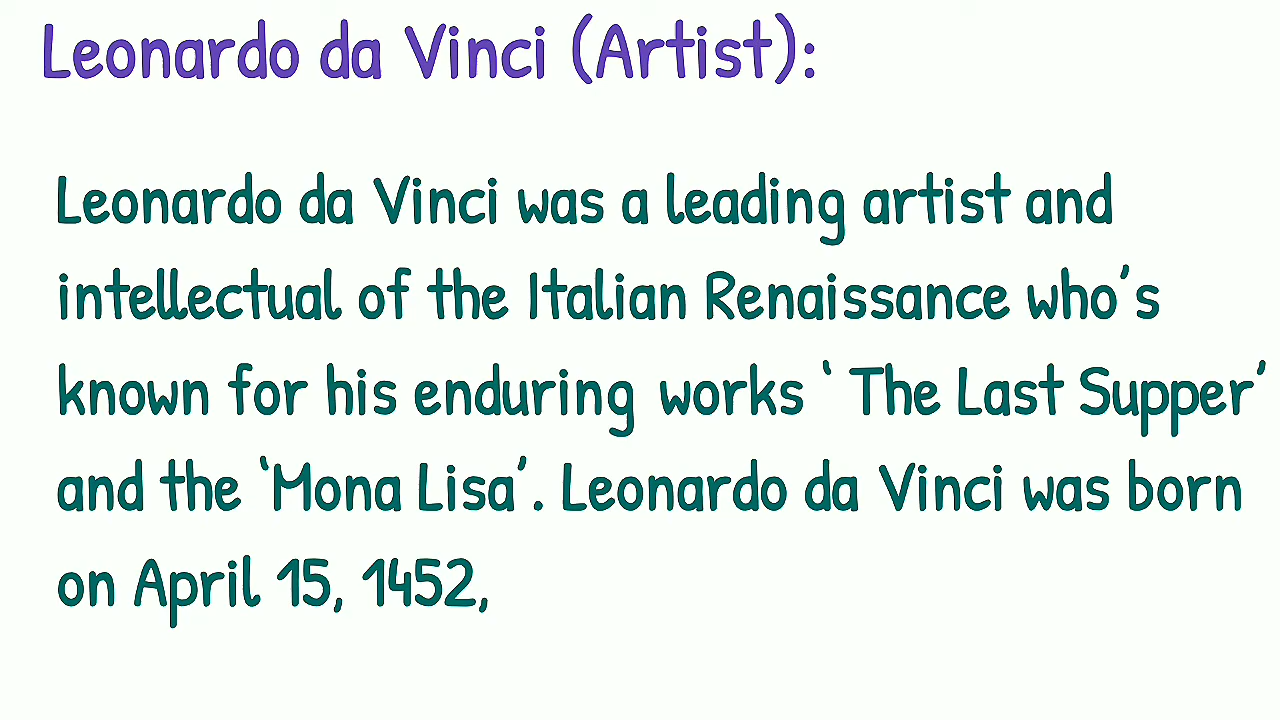 Leonardo da Vinci (Artist):
Leonardo da Vinci was a leading artist and
intellectual of the Italian Renaissance who's
known for his enduring works ‘ The Last Supper’
and the ‘Mona Lisa’. Leonardo da Vinci was born
on April 15, 1452,